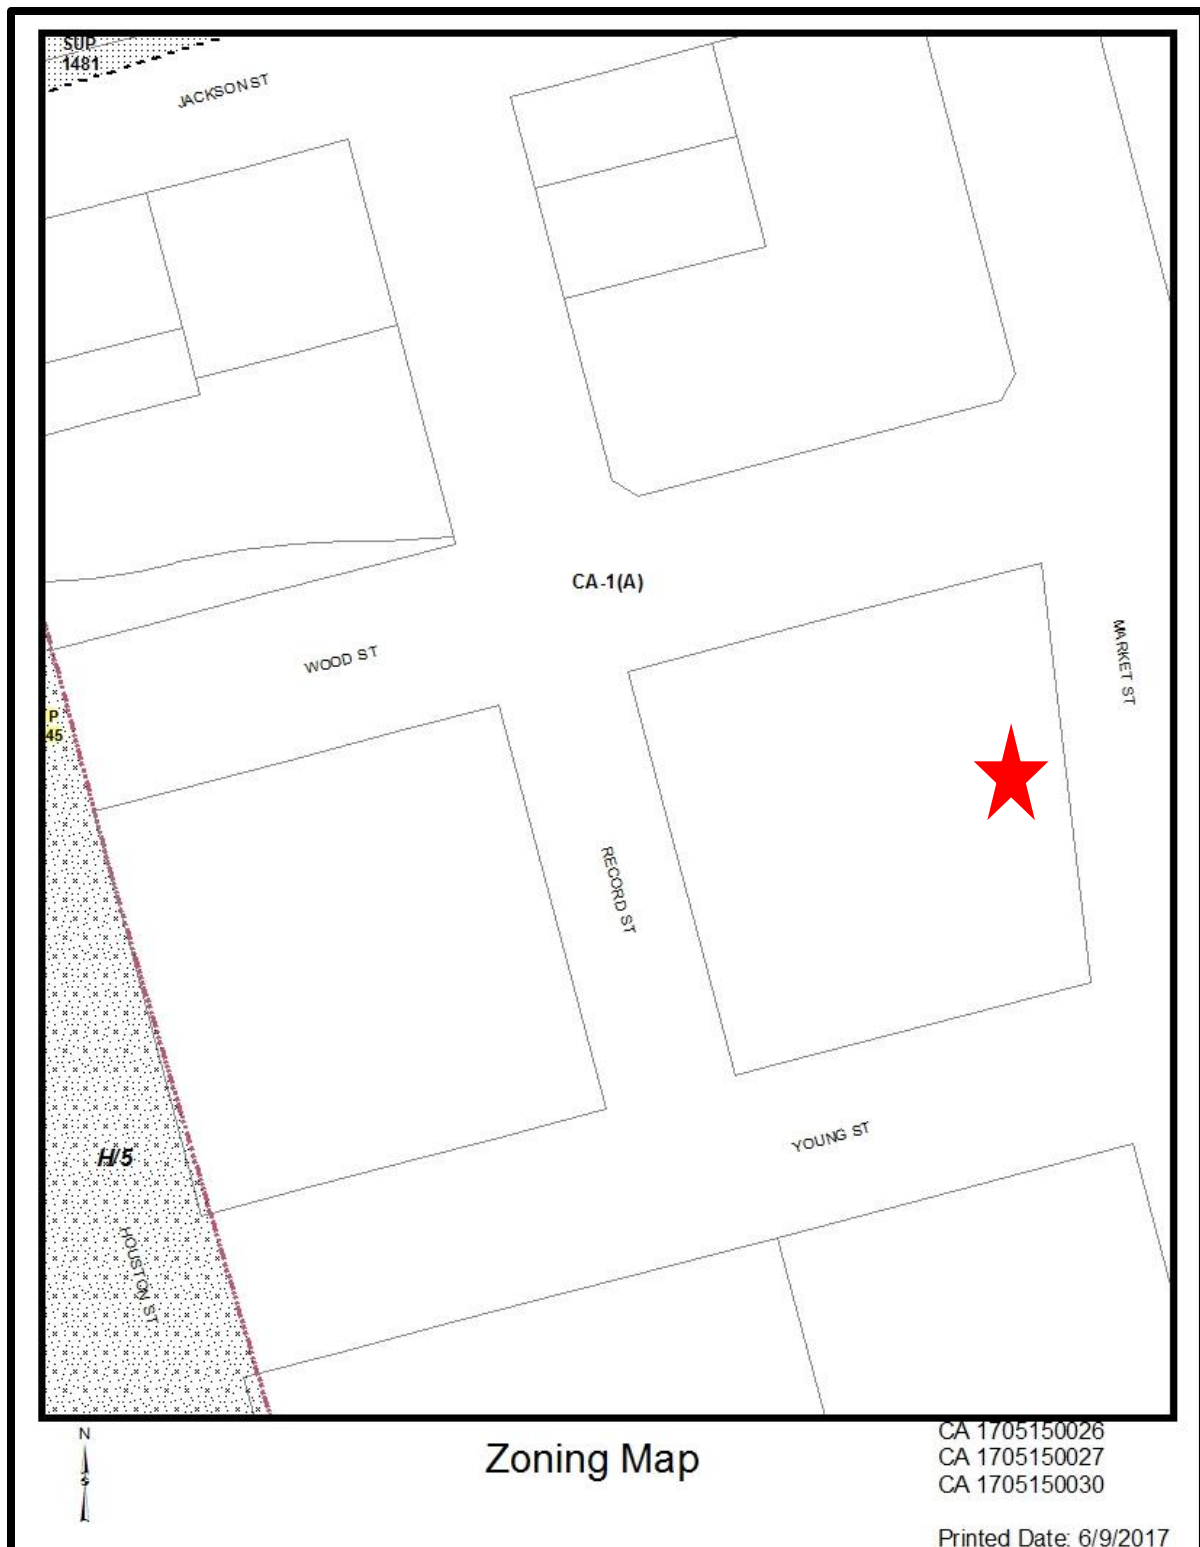 SUP
1481
JACKSON ST
CA-1(A)
WOOD ST
MARKET ST
P
45
RECORD ST
YOUNG ST
H/5
HOUSTON ST
N
S
Zoning Map
CA 1705150026
CA 1705150027
CA 1705150030
Printed Date: 6/9/2017